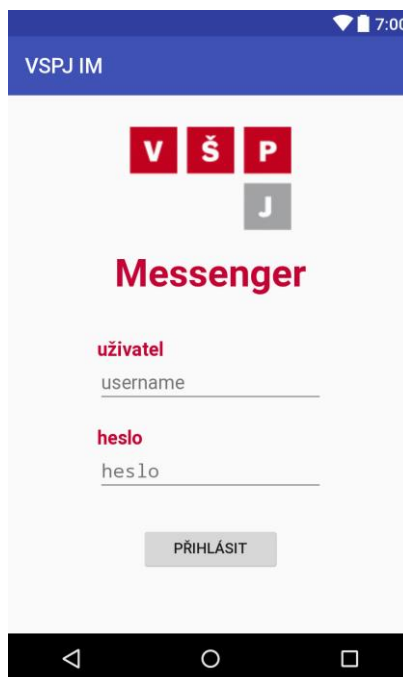 7:00
VSPJ IM
V Š P
J
Messenger
uživatel
username
heslo
heslo
PŘIHLÁSIT